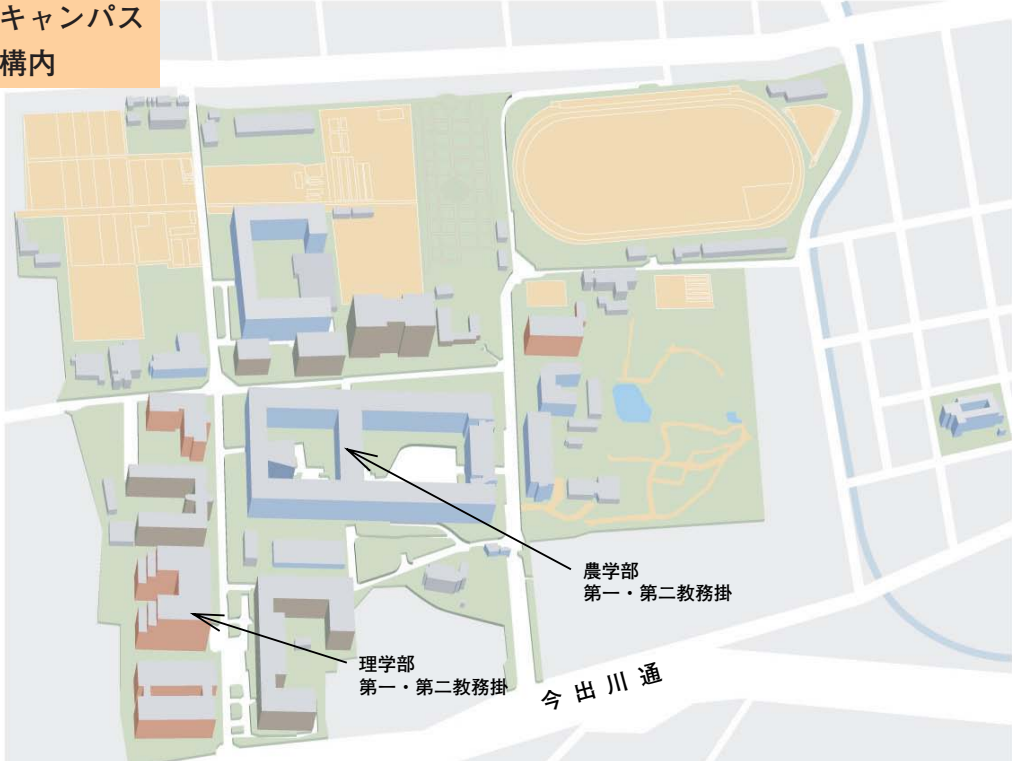 キャンパス
構内
農学部
第一・第二教務掛
理学部
第一・第二教務掛
今出川通